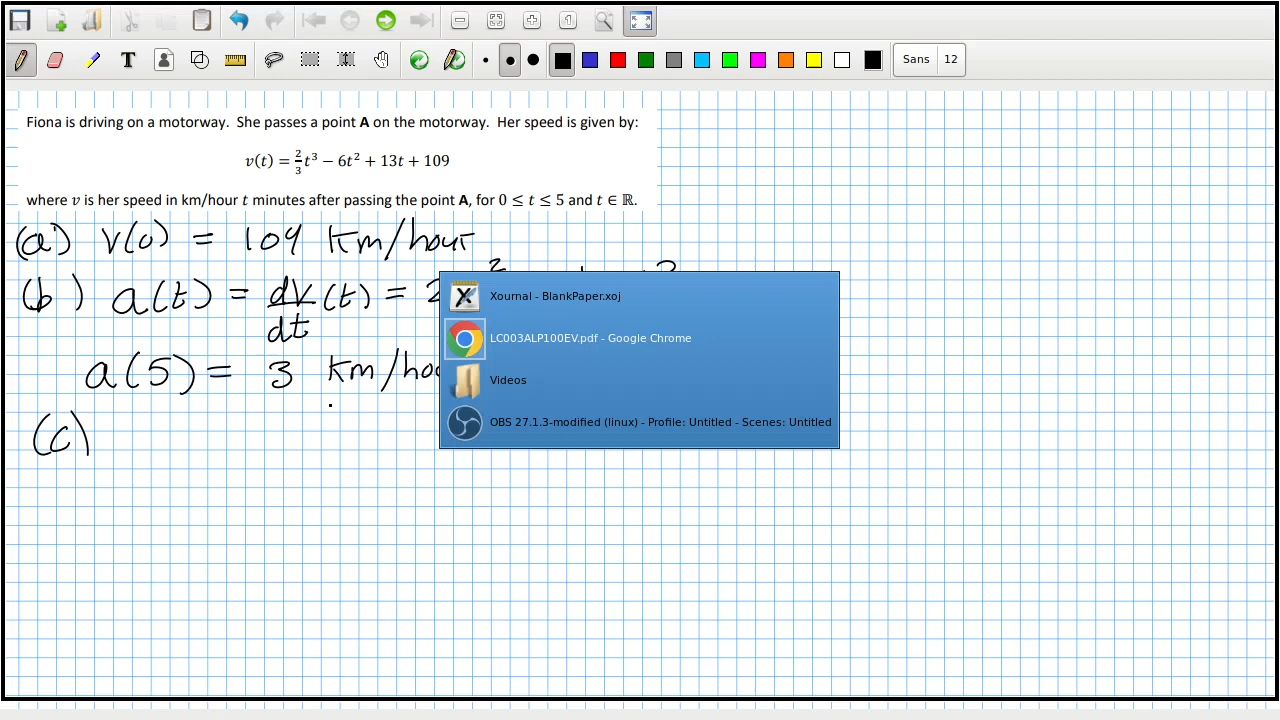 Sans 12
Fiona is driving on a motorway. She passes a point A on the motorway. Her speed is given by:
v(t) = 2/3 t³ − 6t² + 13t + 109
where v is her speed in km/hour t minutes after passing the point A, for 0 ≤ t ≤ 5 and t ∈ ℝ.
(a) v(0) = 109 km/hour
(b) a(t) = dv/dt (t) = 2
a(5) = 3 km/ho
(c)
Xournal - BlankPaper.xoj
LC003ALP100EV.pdf - Google Chrome
Videos
OBS 27.1.3-modified (linux) - Profile: Untitled - Scenes: Untitled